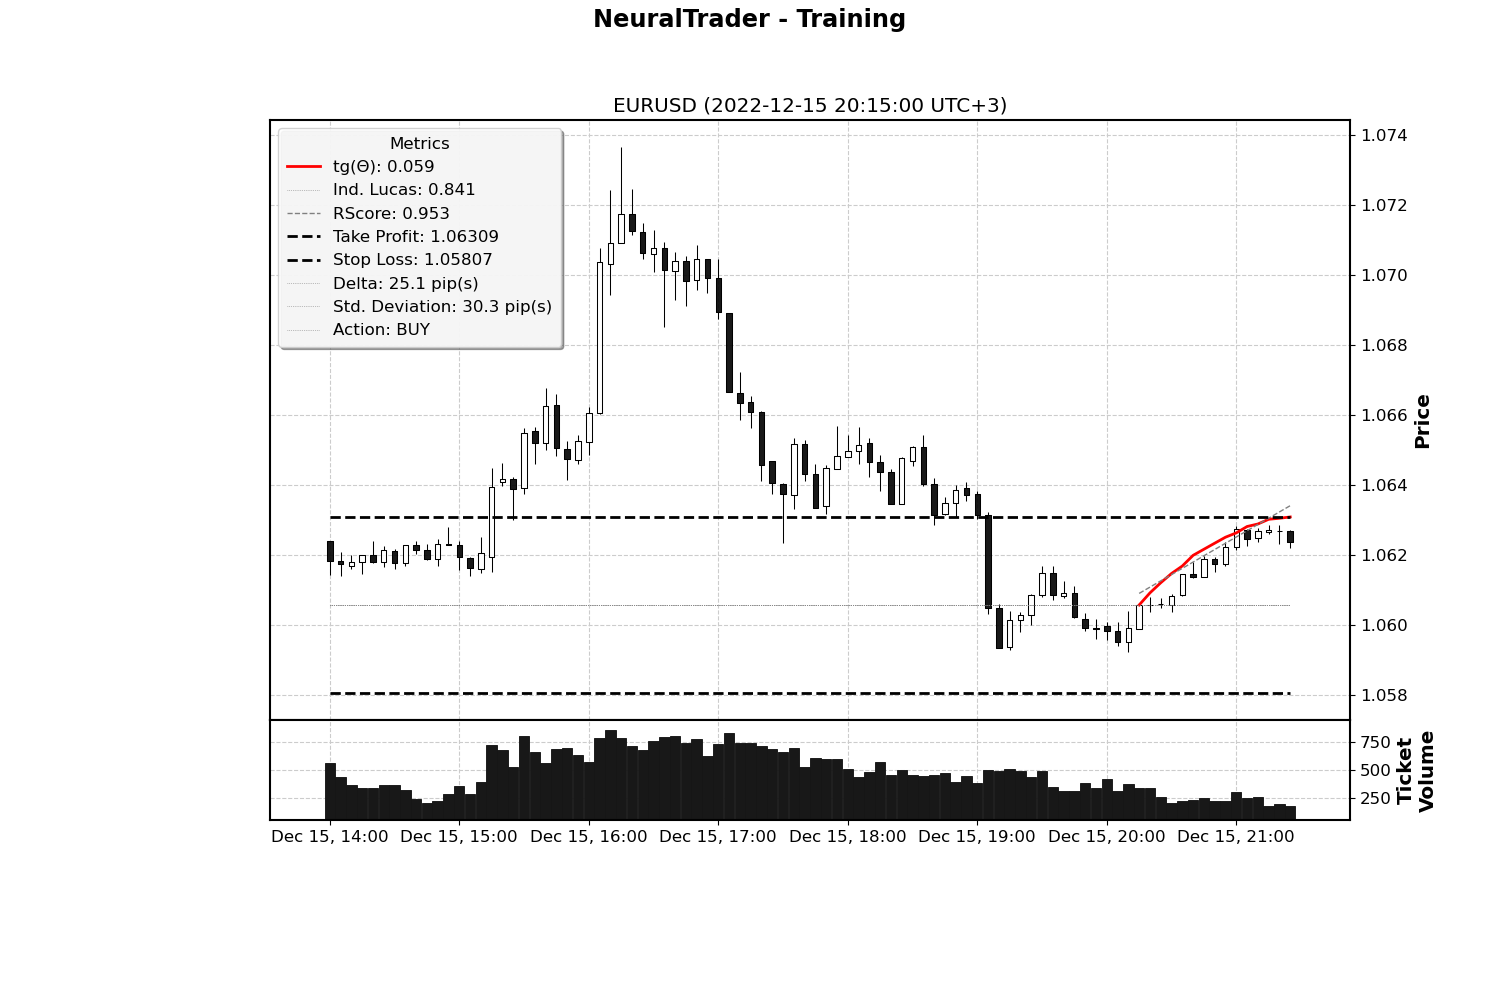 NeuralTrader - Training
EURUSD (2022-12-15 20:15:00 UTC+3)
Metrics
tg(Θ): 0.059
Ind. Lucas: 0.841
RScore: 0.953
Take Profit: 1.06309
Stop Loss: 1.05807
Delta: 25.1 pip(s)
Std. Deviation: 30.3 pip(s)
Action: BUY
1.074
1.072
1.070
1.068
1.066
1.064
1.062
1.060
1.058
Price
750
500
250
Ticket
Volume
Dec 15, 14:00
Dec 15, 15:00
Dec 15, 16:00
Dec 15, 17:00
Dec 15, 18:00
Dec 15, 19:00
Dec 15, 20:00
Dec 15, 21:00